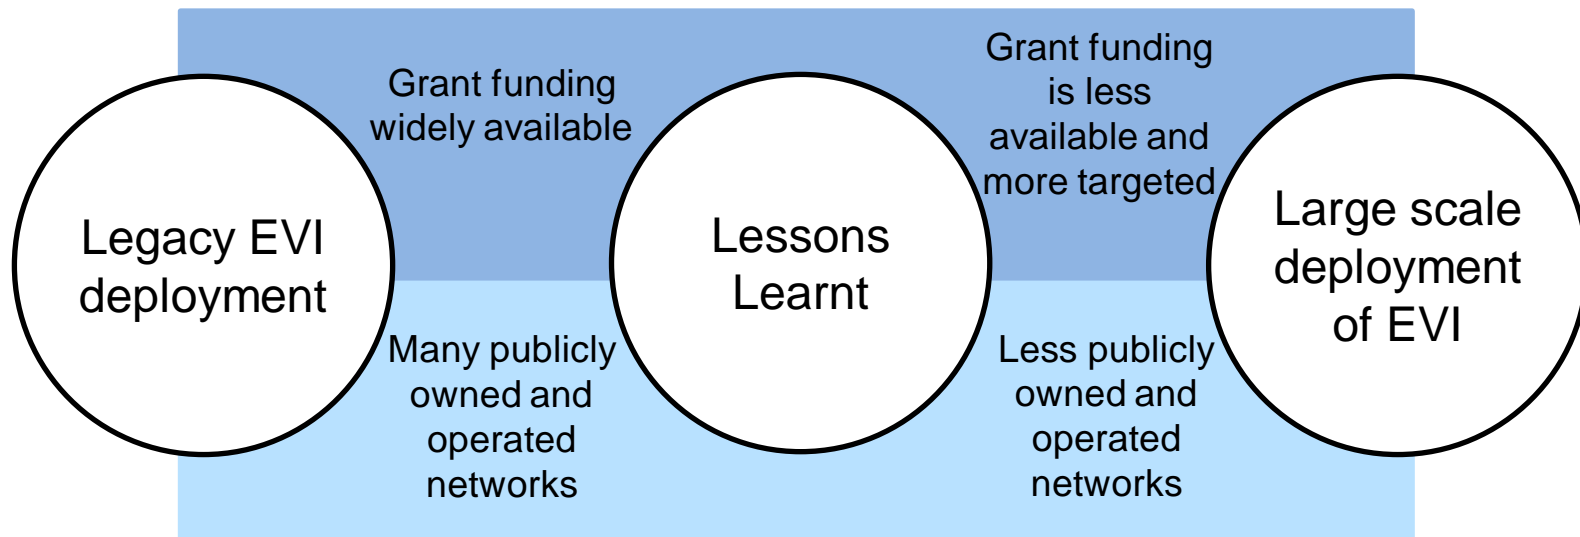 Legacy EVI
deployment
Grant funding
widely available
Many publicly
owned and
operated
networks
Lessons
Learnt
Grant funding
is less
available and
more targeted
Less publicly
owned and
operated
networks
Large scale
deployment
of EVI